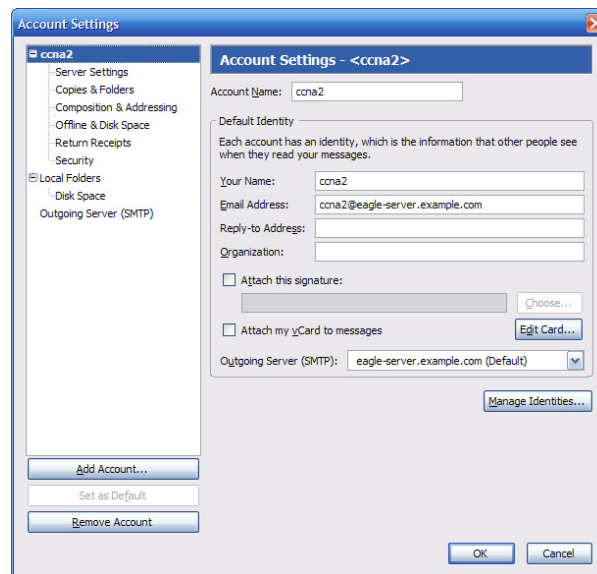 Account Settings
ccna2
Server Settings
Copies & Folders
Composition & Addressing
Offline & Disk Space
Return Receipts
Security
Local Folders
Disk Space
Outgoing Server (SMTP)
Add Account...
Set as Default
Remove Account
Account Settings - <ccna2>
Account Name: ccna2
Default Identity
Each account has an identity, which is the information that other people see
when they read your messages.
Your Name: ccna2
Email Address: ccna2@eagle-server.example.com
Reply-to Address:
Organization:
Attach this signature:
Choose...
Attach my vCard to messages Edit Card...
Outgoing Server (SMTP): eagle-server.example.com (Default)
Manage Identities...
OK Cancel